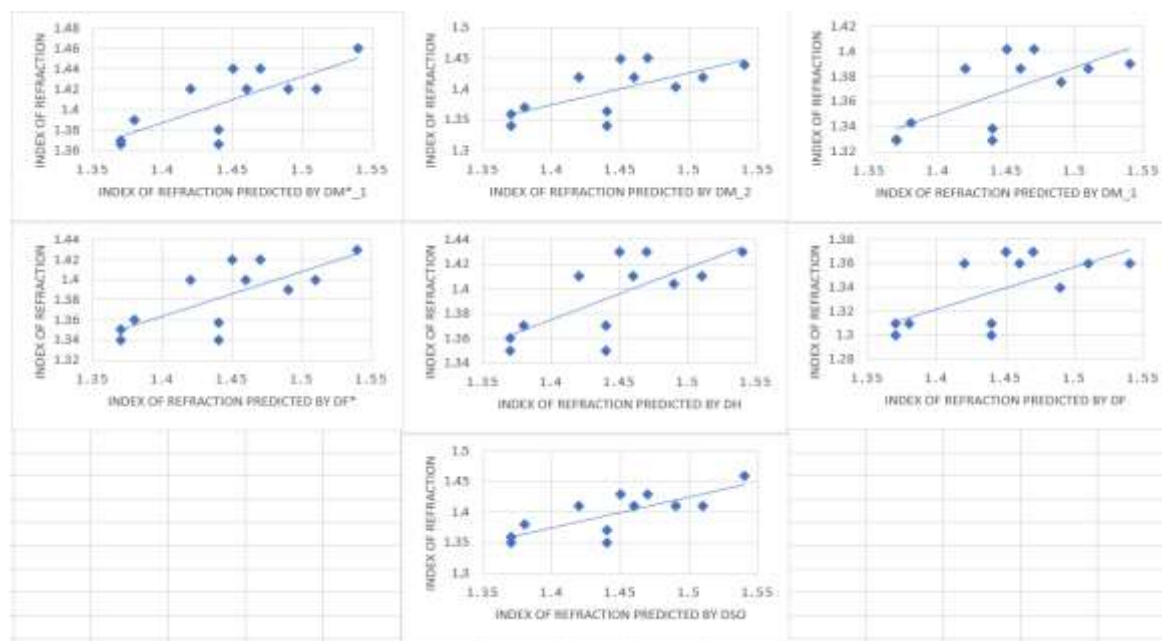 INDEX OF REFRACTION
1.48
1.46
1.44
1.42
1.4
1.38
1.36
1.35 1.4 1.45 1.5 1.55
INDEX OF REFRACTION PREDICTED BY DM*_1
INDEX OF REFRACTION
1.5
1.45
1.4
1.35
1.3
1.35 1.4 1.45 1.5 1.55
INDEX OF REFRACTION PREDICTED BY DM_2
INDEX OF REFRACTION
1.42
1.4
1.38
1.36
1.34
1.32
1.35 1.4 1.45 1.5 1.55
INDEX OF REFRACTION PREDICTED BY DM_1
INDEX OF REFRACTION
1.44
1.42
1.4
1.38
1.36
1.34
1.32
1.35 1.4 1.45 1.5 1.55
INDEX OF REFRACTION PREDICTED BY DF*
INDEX OF REFRACTION
1.44
1.42
1.4
1.38
1.36
1.34
1.35 1.4 1.45 1.5 1.55
INDEX OF REFRACTION PREDICTED BY DH
INDEX OF REFRACTION
1.38
1.36
1.34
1.32
1.3
1.28
1.35 1.4 1.45 1.5 1.55
INDEX OF REFRACTION PREDICTED BY DF
INDEX OF REFRACTION
1.5
1.45
1.4
1.35
1.3
1.35 1.4 1.45 1.5 1.55
INDEX OF REFRACTION PREDICTED BY DSO